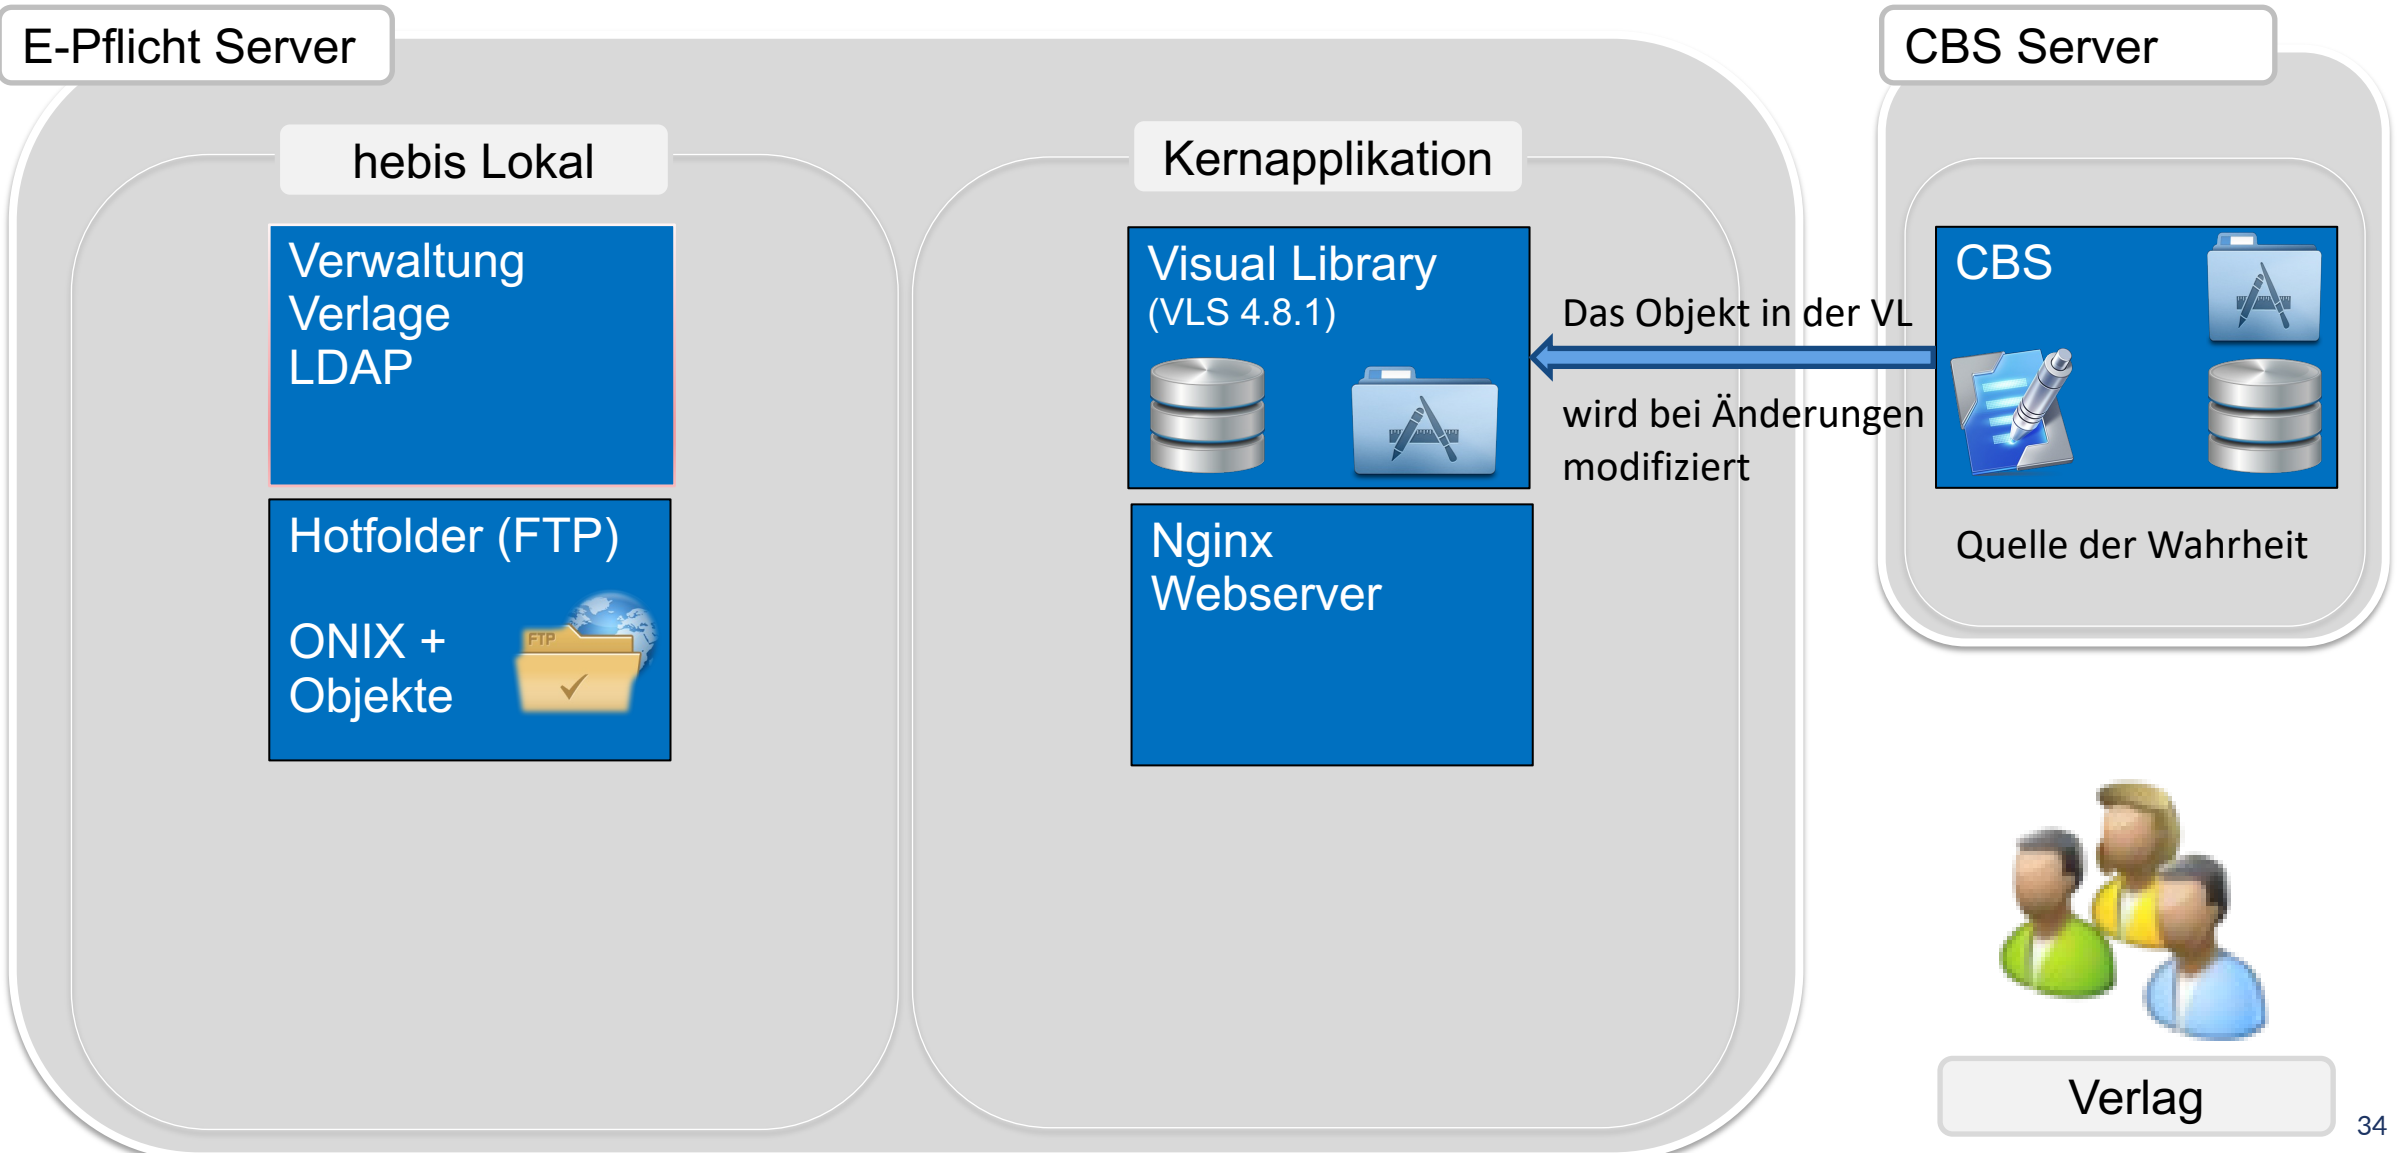 E-Pflicht Server
CBS Server
hebis Lokal
Kernapplikation
Verwaltung
Verlage
LDAP
Hotfolder (FTP)
FTP
ONIX +
Objekte
Visual Library
(VLS 4.8.1)
Nginx
Webserver
Das Objekt in der VL
wird bei Änderungen
modifiziert
CBS
Quelle der Wahrheit
Verlag
34